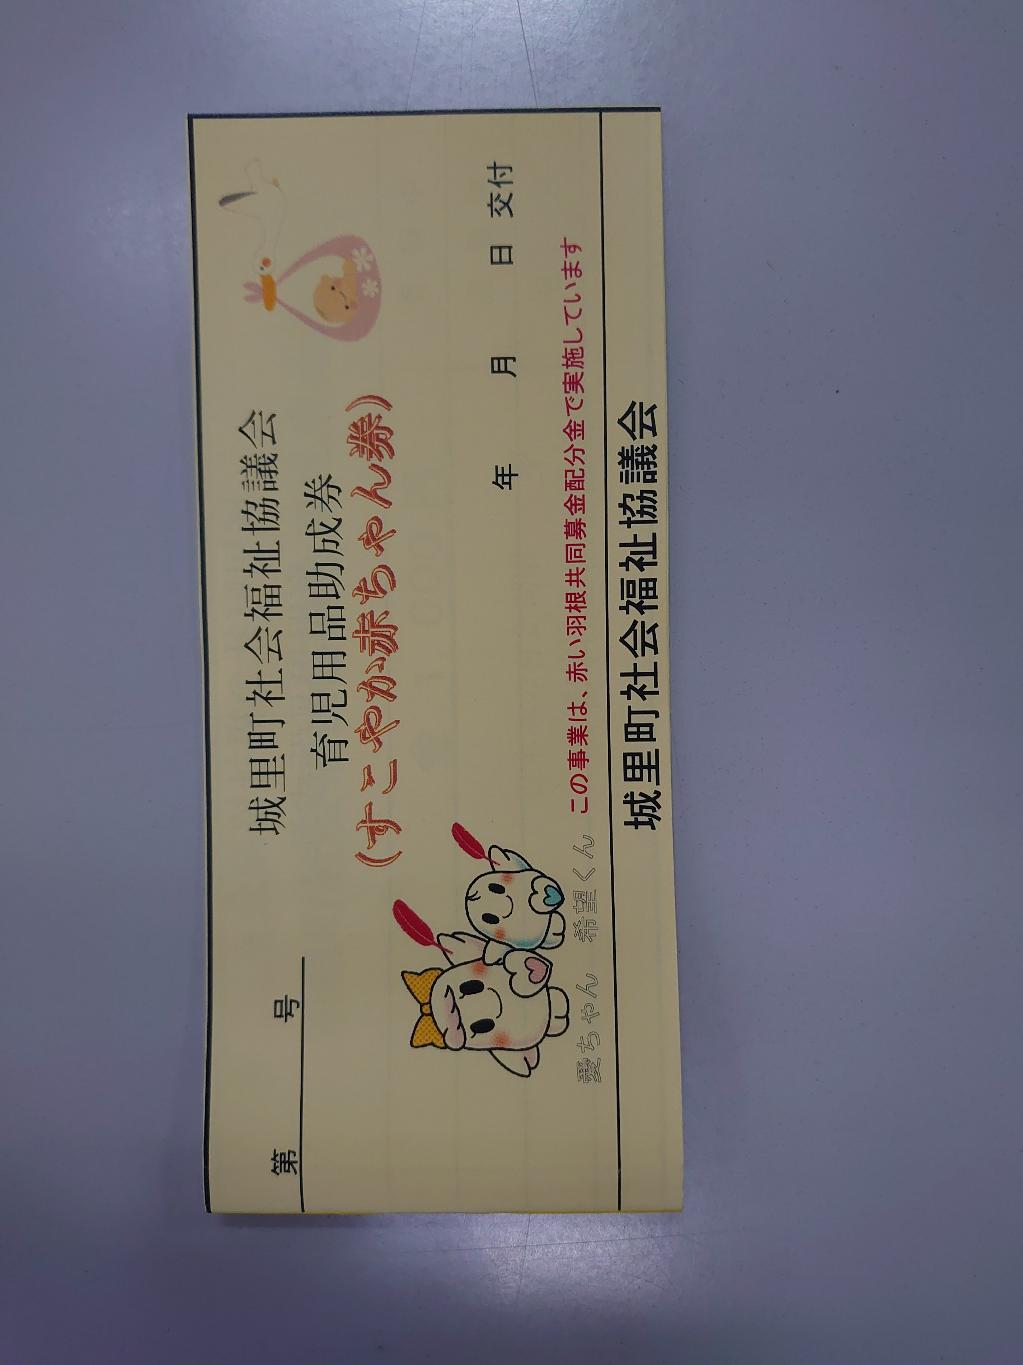 第 号
城里町社会福祉協議会
育児用品助成券
(すこやか赤ちゃん券)
年 月 日 交付
愛ちゃん 希望くん
この事業は、赤い羽根共同募金配分金で実施しています
城里町社会福祉協議会